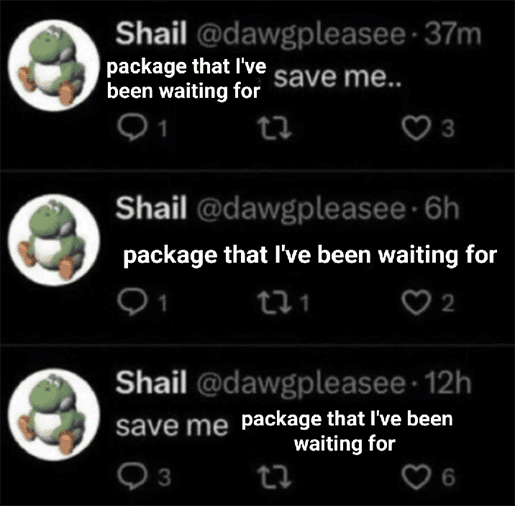 Shail @dawgpleasee · 37m
package that I've
been waiting for save me..
1 3
Shail @dawgpleasee · 6h
package that I've been waiting for
1 1 2
Shail @dawgpleasee · 12h
save me package that I've been
waiting for
3 6